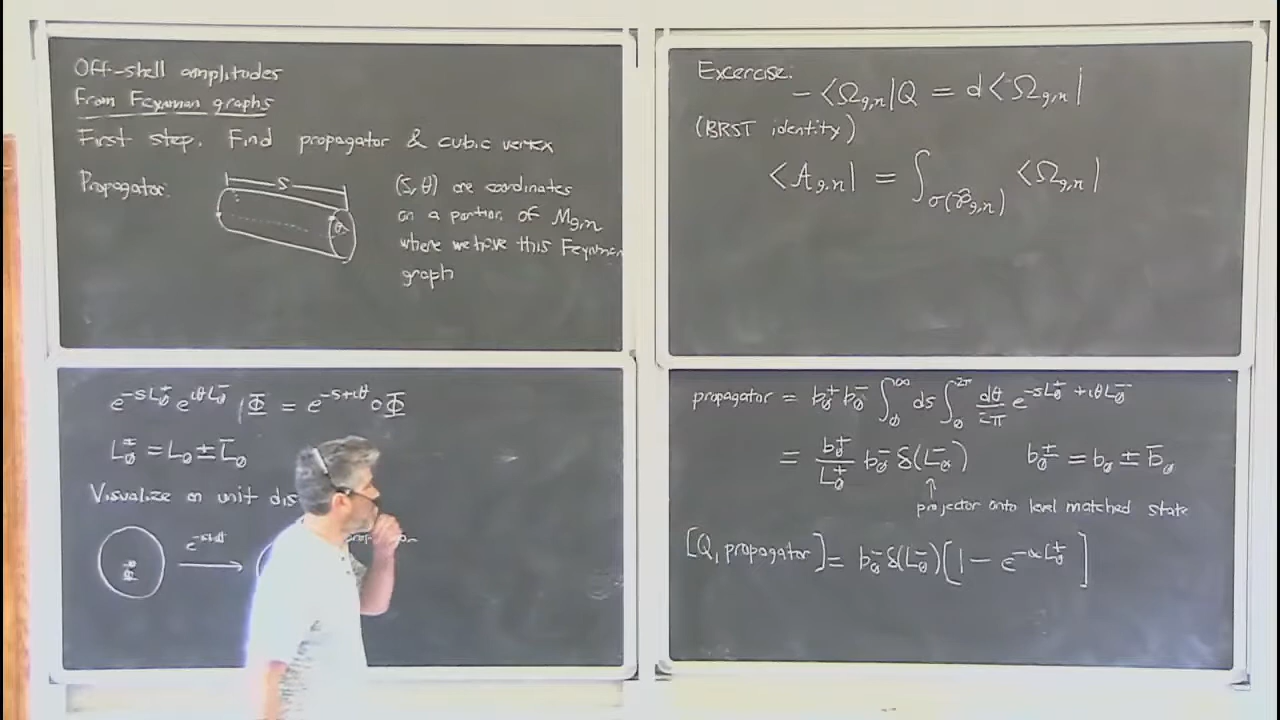 Off-shell amplitudes
From Feynman graphs
First step. Find propagator & cubic vertex
Propagator.
S
θ
(s, θ) are coordinates
on a portion of M_{g,n}
where we have this Feynman
graph
Excercise:
- <Ω_{g,n}|Q = d<Ω_{g,n}|
(BRST identity)
<A_{g,n}| = ∫_{σ(P_{g,n})} <Ω_{g,n}|
e^{-sL_0^+} e^{iθL_0^-} |Φ = e^{-s+iθ} ∘ Φ
L_0^± = L_0 ± L̄_0
Visualize on unit dis
Φ
e^{-s+iθ}
propagator = b_0^+ b_0^- ∫_0^∞ ds ∫_0^{2π} dθ/2π e^{-sL_0^+ + iθL_0^-}
= b_0^+/L_0^+ b_0^- δ(L_0^-) b_0^± = b_0 ± b̄_0
↑
projector onto level matched state
[Q, propagator] = b_0^- δ(L_0^-) [1 - e^{-∞L_0^+}]